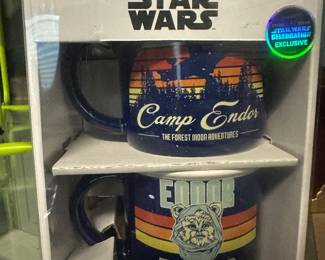 STAR
WARS
STAR WARS
CELEBRATION
EXCLUSIVE
Camp Endor
THE FOREST MOON ADVENTURES
ENDOR